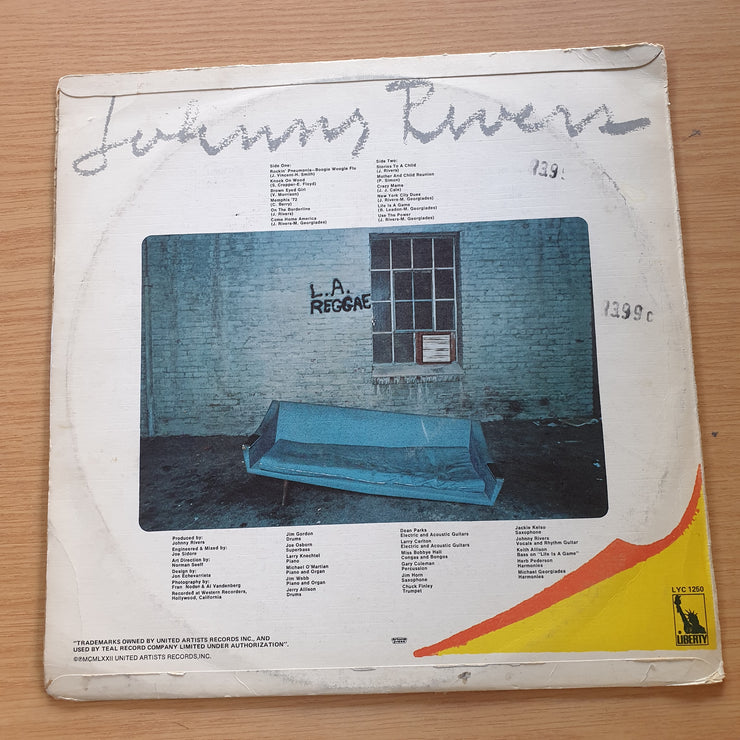 Johnny Rivers
Side One:
Rockin' Pneumonia–Boogie Woogie Flu
(J. Vincent-H. Smith)
Knock On Wood
(S. Cropper-E. Floyd)
Brown Eyed Girl
(V. Morrison)
Memphis '72
(C. Berry)
On The Borderline
(J. Rivers)
Come Home America
(J. Rivers-M. Georgiades)
Side Two:
Stories To A Child
(J. Rivers)
Mother And Child Reunion
(P. Simon)
Crazy Mama
(J. J. Cale)
New York City Dues
(J. Rivers-M. Georgiades)
Life Is A Game
(R. Leadon-M. Georgiades)
Use The Power
(J. Rivers-M. Georgiades)
1399
1399 c
L.A.
REGGAE
Produced by:
Johnny Rivers
Engineered & Mixed by:
Joe Sidore
Art Direction by:
Norman Seeff
Design by:
Jon Echevarrieta
Photography by:
Fran Noden & Al Vandenberg
Recorded at Western Recorders,
Hollywood, California
Jim Gordon
Drums
Joe Osborn
Superbass
Larry Knechtel
Piano
Michael O'Martian
Piano and Organ
Jim Webb
Piano and Organ
Jerry Allison
Drums
Dean Parks
Electric and Acoustic Guitars
Larry Carlton
Electric and Acoustic Guitars
Miss Bobbye Hall
Congas and Bongos
Gary Coleman
Percussion
Jim Horn
Saxophone
Chuck Finley
Trumpet
Jackie Kelso
Saxophone
Johnny Rivers
Vocals and Rhythm Guitar
Keith Allison
Bass on "Life Is A Game"
Herb Pederson
Harmonies
Michael Georgiades
Harmonies
LYC 1250
LIBERTY
"TRADEMARKS OWNED BY UNITED ARTISTS RECORDS INC., AND
USED BY TEAL RECORD COMPANY LIMITED UNDER AUTHORIZATION".
©℗MCMLXXII UNITED ARTISTS RECORDS, INC.